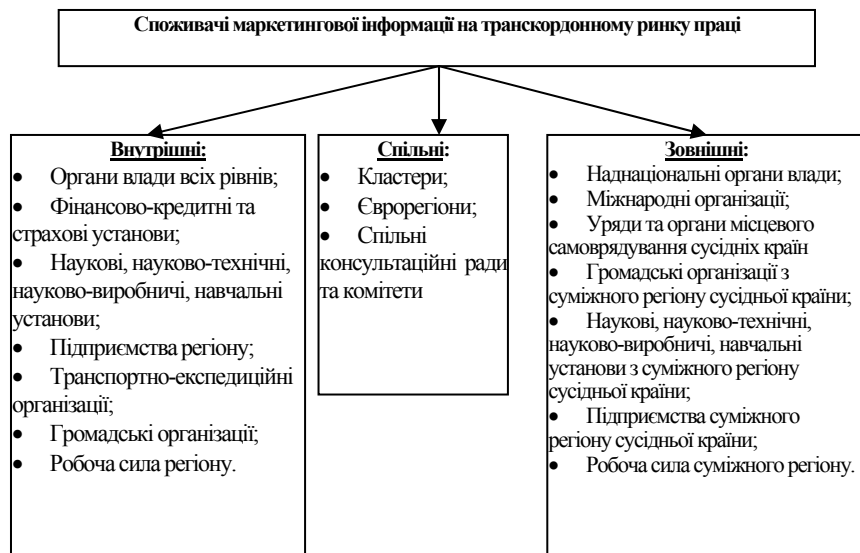 Споживачі маркетингової інформації на транскордонному ринку праці
Внутрішні:
• Органи влади всіх рівнів;
• Фінансово-кредитні та
страхові установи;
• Наукові, науково-технічні,
науково-виробничі, навчальні
установи;
• Підприємства регіону;
• Транспортно-експедиційні
організації;
• Громадські організації;
• Робоча сила регіону.
Спільні:
• Кластери;
• Єврорегіони;
• Спільні
консультаційні ради
та комітети
Зовнішні:
• Наднаціональні органи влади;
• Міжнародні організації;
• Уряди та органи місцевого
самоврядування сусідніх країн
• Громадські організації з
суміжного регіону сусідньої країни;
• Наукові, науково-технічні,
науково-виробничі, навчальні
установи з суміжного регіону
сусідньої країни;
• Підприємства суміжного
регіону сусідньої країни;
• Робоча сила суміжного регіону.